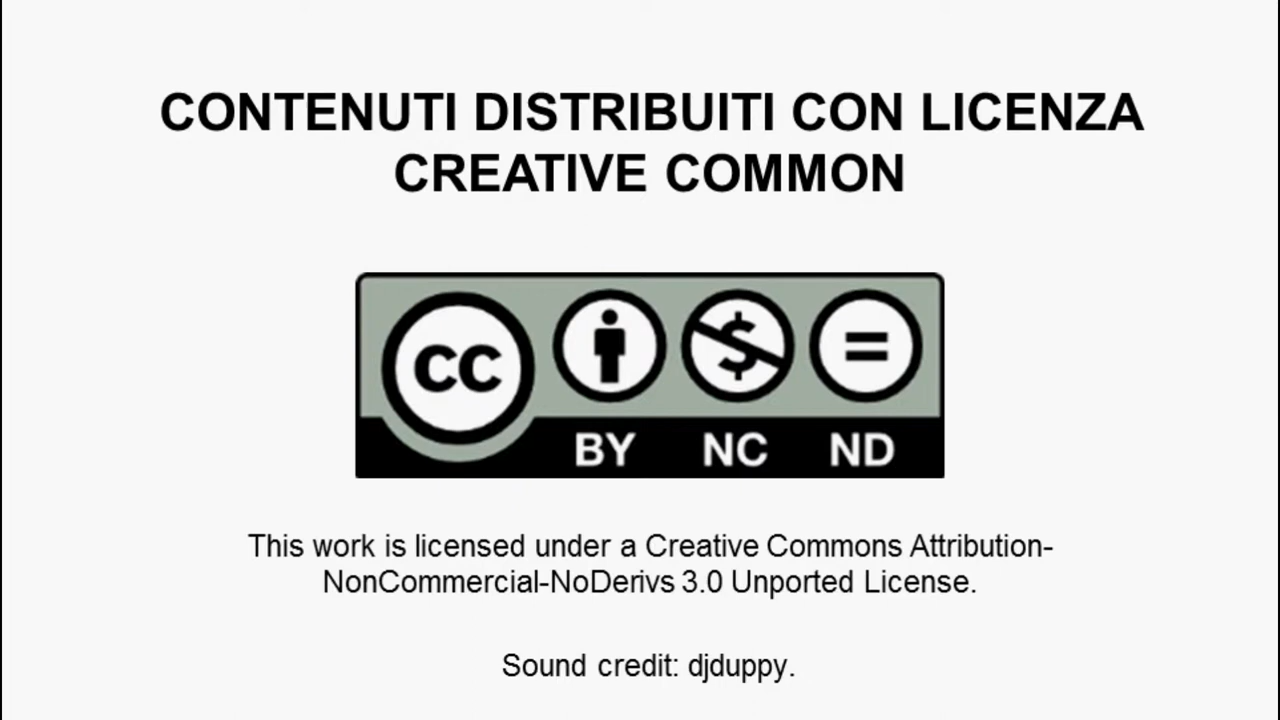 CONTENUTI DISTRIBUITI CON LICENZA
CREATIVE COMMON
CC
BY NC ND
This work is licensed under a Creative Commons Attribution-
NonCommercial-NoDerivs 3.0 Unported License.
Sound credit: djduppy.